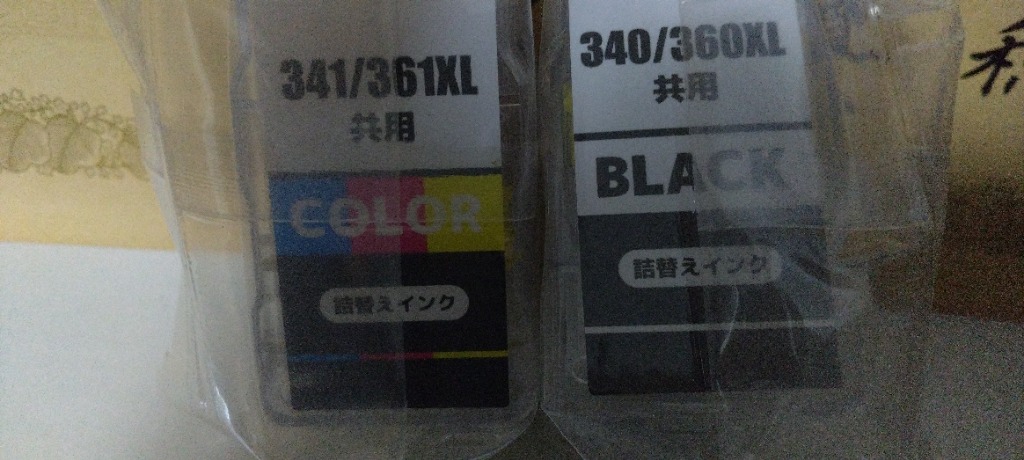 341/361XL
共用
COLOR
詰替えインク
340/360XL
共用
BLACK
詰替えインク